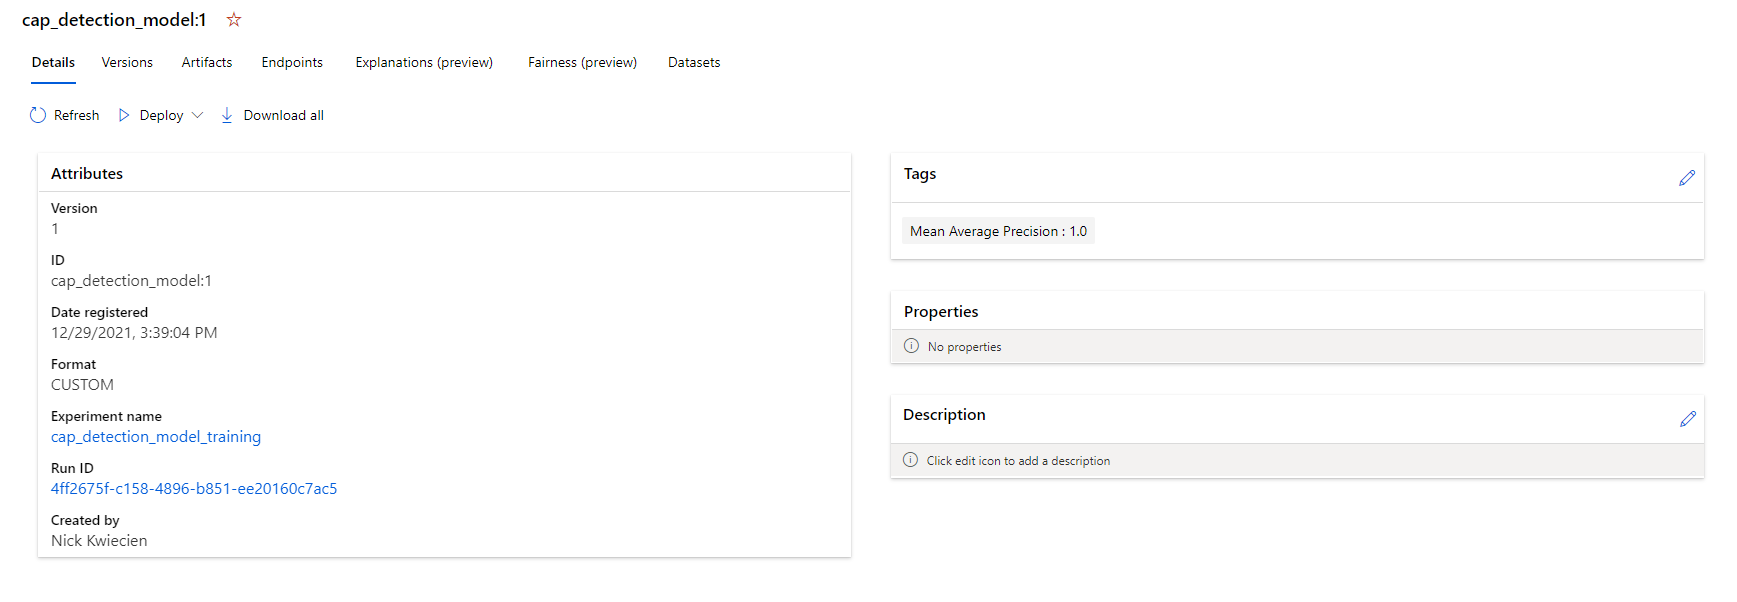 cap_detection_model:1
Details Versions Artifacts Endpoints Explanations (preview) Fairness (preview) Datasets
Refresh Deploy Download all
Attributes
Version
1
ID
cap_detection_model:1
Date registered
12/29/2021, 3:39:04 PM
Format
CUSTOM
Experiment name
cap_detection_model_training
Run ID
4ff2675f-c158-4896-b851-ee20160c7ac5
Created by
Nick Kwiecien
Tags
Mean Average Precision : 1.0
Properties
No properties
Description
Click edit icon to add a description